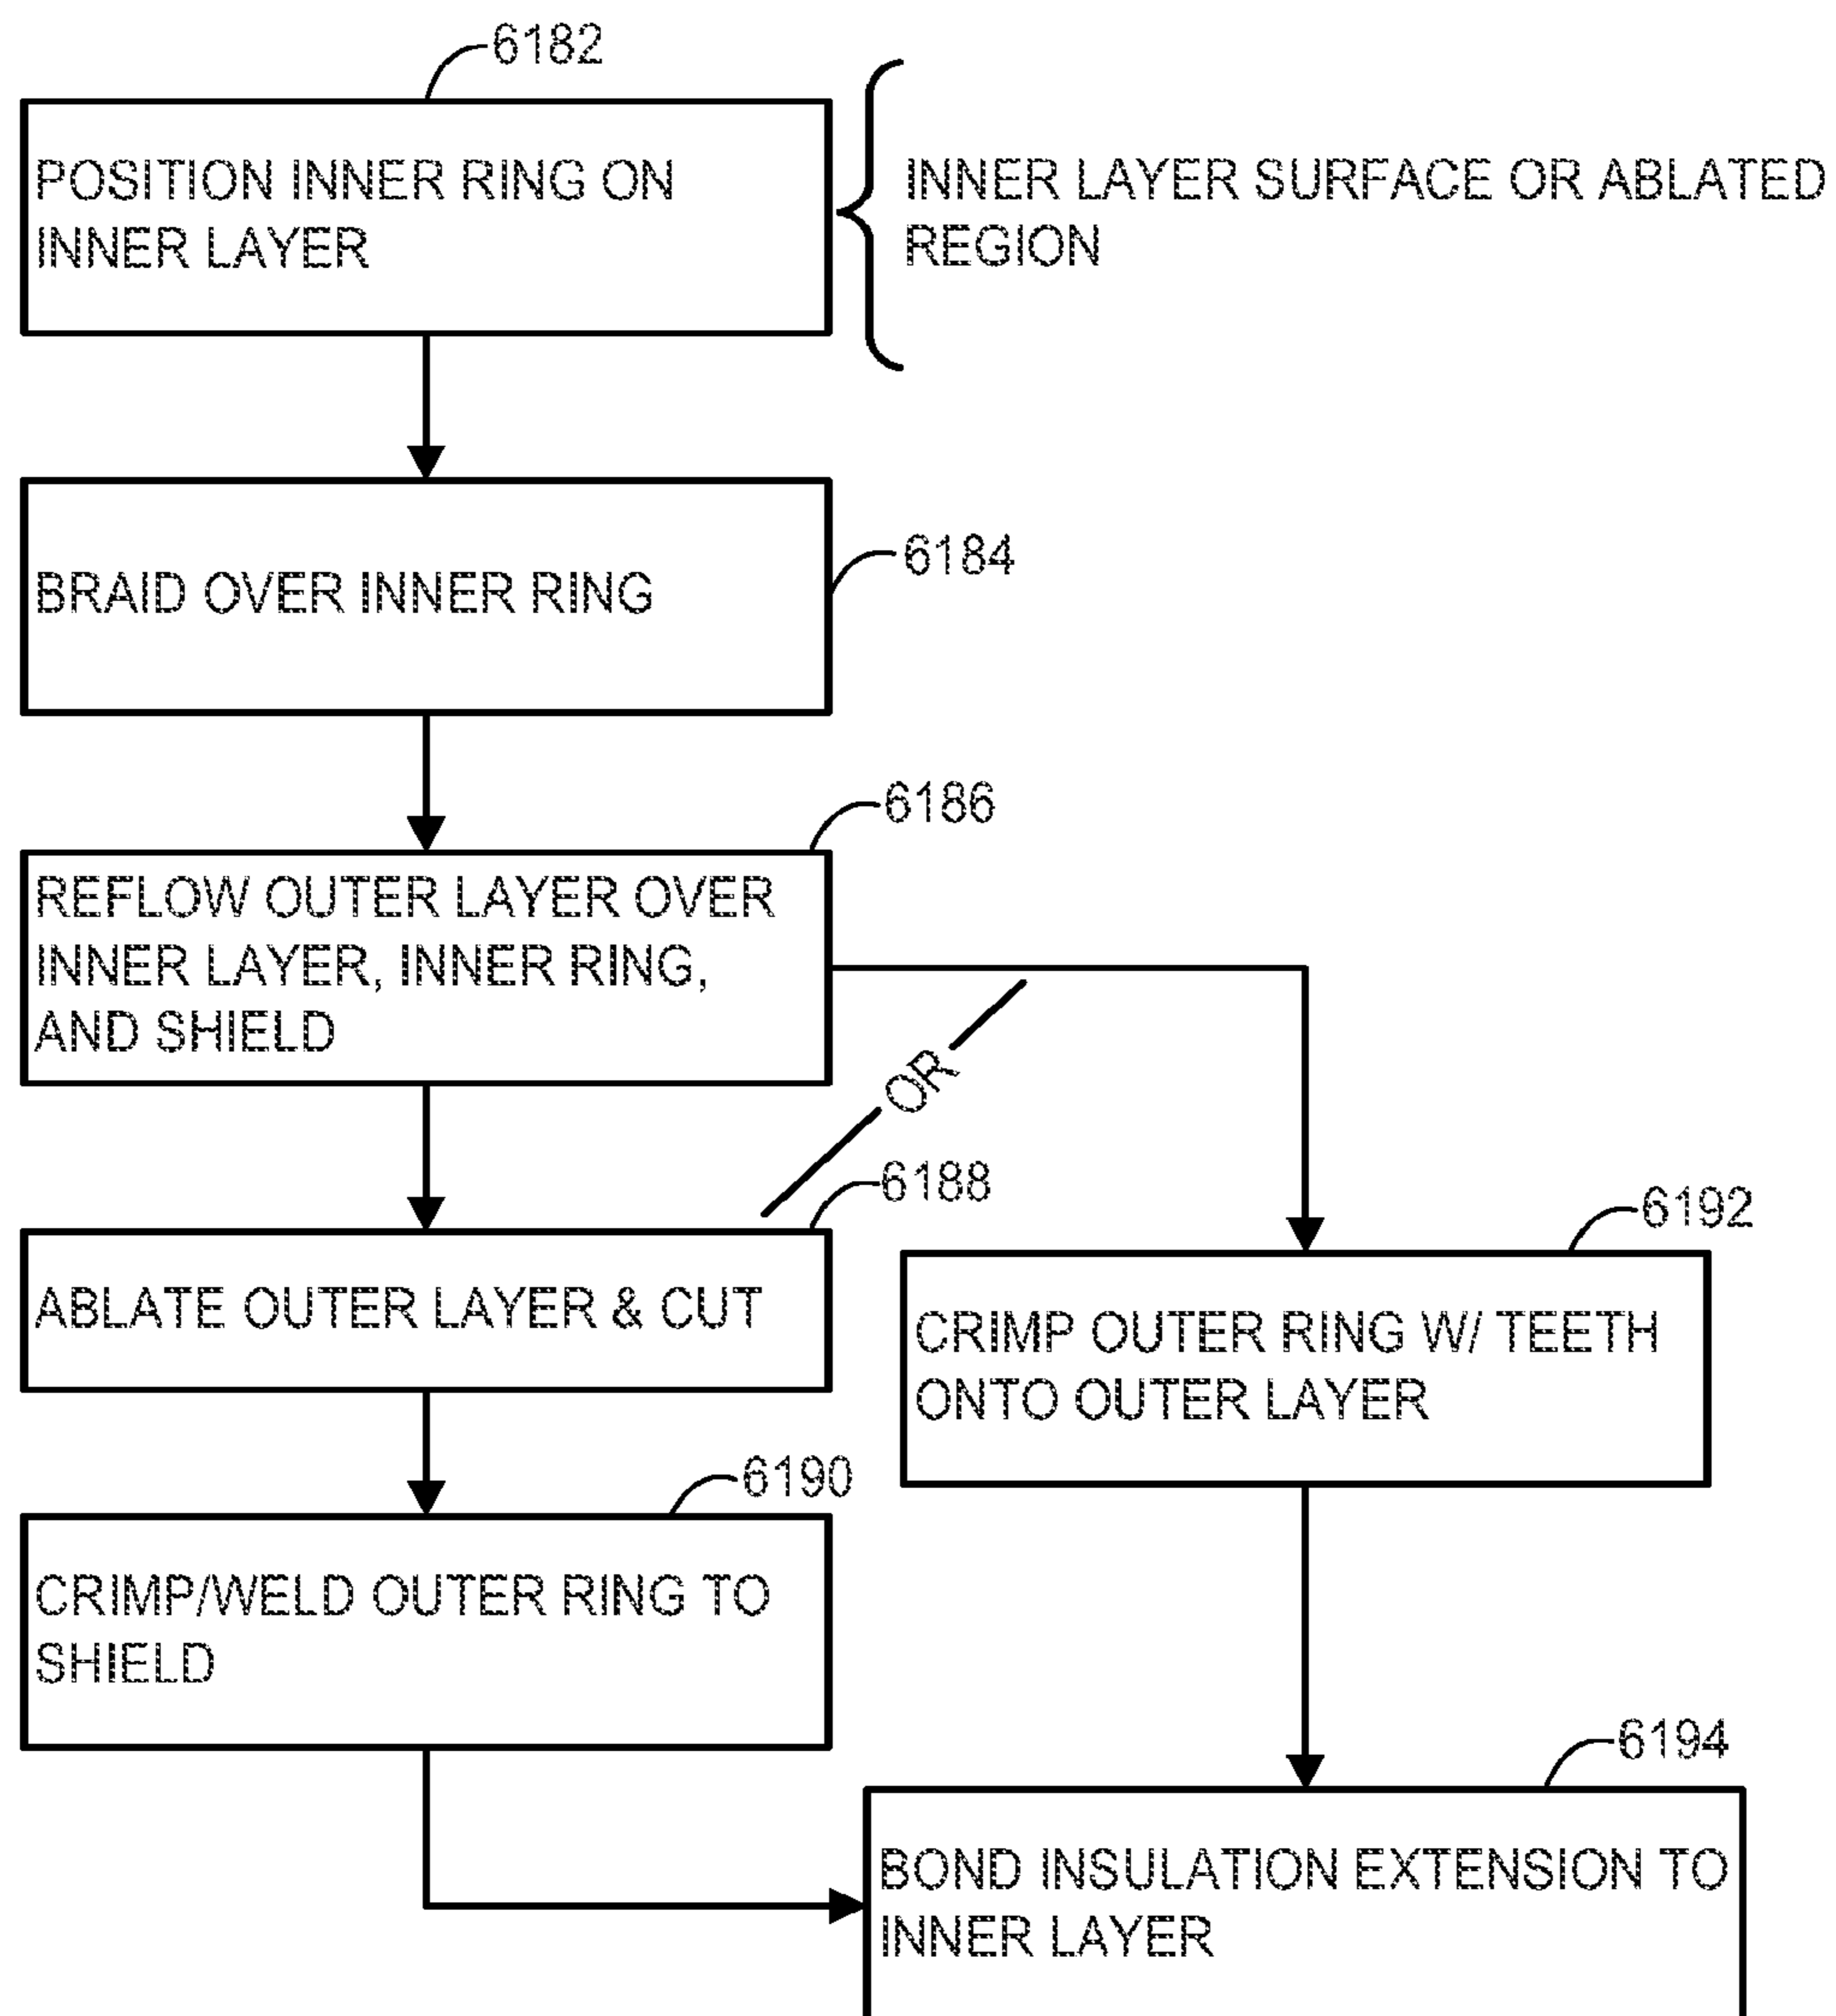 6182
POSITION INNER RING ON
INNER LAYER
INNER LAYER SURFACE OR ABLATED
REGION
BRAID OVER INNER RING
6184
6186
REFLOW OUTER LAYER OVER
INNER LAYER, INNER RING,
AND SHIELD
OR
6188
ABLATE OUTER LAYER & CUT
6192
CRIMP OUTER RING W/ TEETH
ONTO OUTER LAYER
6190
CRIMP/WELD OUTER RING TO
SHIELD
6194
BOND INSULATION EXTENSION TO
INNER LAYER